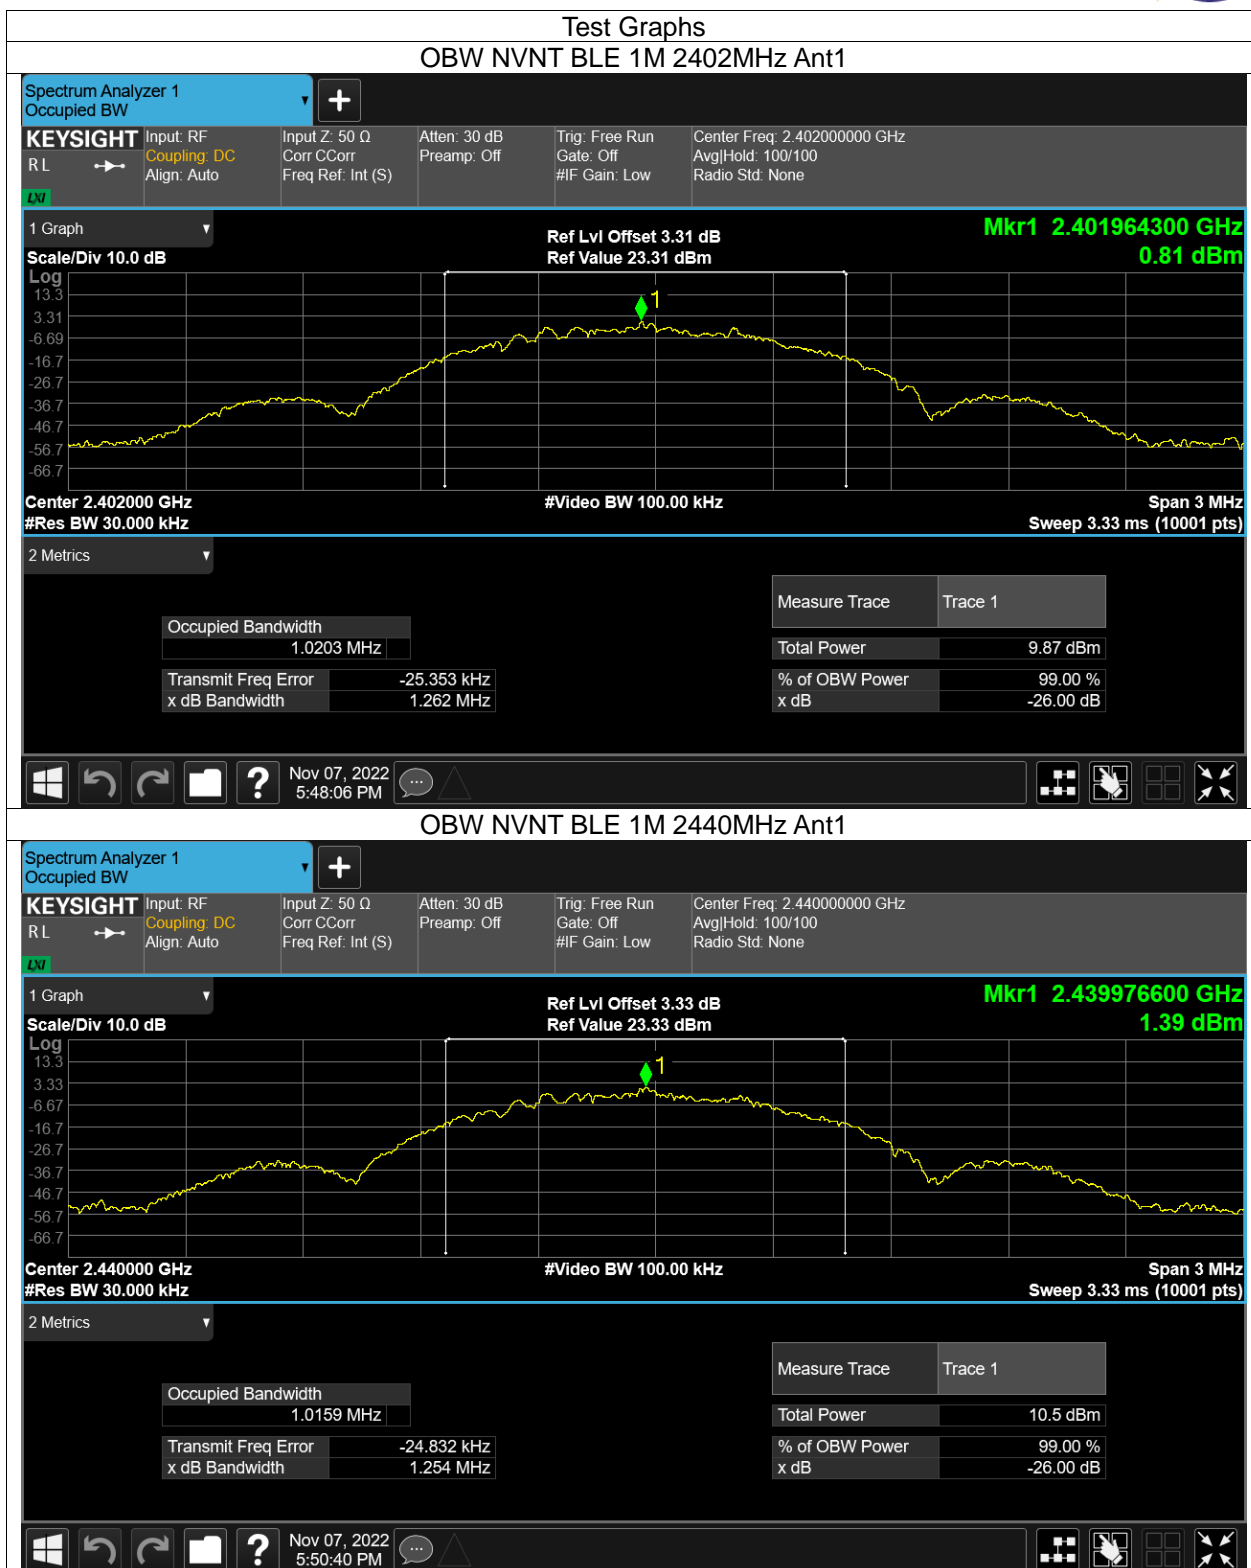 Test Graphs
OBW NVNT BLE 1M 2402MHz Ant1
Spectrum Analyzer 1
Occupied BW
+
KEYSIGHT Input: RF Input Z: 50 Ω Atten: 30 dB Trig: Free Run Center Freq: 2.402000000 GHz
RL Coupling: DC Corr CCorr Preamp: Off Gate: Off Avg|Hold: 100/100
Align: Auto Freq Ref: Int (S) #IF Gain: Low Radio Std: None
LXI
1 Graph Ref Lvl Offset 3.31 dB Mkr1 2.401964300 GHz
Scale/Div 10.0 dB Ref Value 23.31 dBm 0.81 dBm
Log
13.3
1
3.31
-6.69
-16.7
-26.7
-36.7
-46.7
-56.7
-66.7
Center 2.402000 GHz #Video BW 100.00 kHz Span 3 MHz
#Res BW 30.000 kHz Sweep 3.33 ms (10001 pts)
2 Metrics
Measure Trace Trace 1
Occupied Bandwidth
1.0203 MHz Total Power 9.87 dBm
Transmit Freq Error -25.353 kHz % of OBW Power 99.00 %
x dB Bandwidth 1.262 MHz x dB -26.00 dB
? Nov 07, 2022
5:48:06 PM
OBW NVNT BLE 1M 2440MHz Ant1
Spectrum Analyzer 1
Occupied BW
+
KEYSIGHT Input: RF Input Z: 50 Ω Atten: 30 dB Trig: Free Run Center Freq: 2.440000000 GHz
RL Coupling: DC Corr CCorr Preamp: Off Gate: Off Avg|Hold: 100/100
Align: Auto Freq Ref: Int (S) #IF Gain: Low Radio Std: None
LXI
1 Graph Ref Lvl Offset 3.33 dB Mkr1 2.439976600 GHz
Scale/Div 10.0 dB Ref Value 23.33 dBm 1.39 dBm
Log
13.3
1
3.33
-6.67
-16.7
-26.7
-36.7
-46.7
-56.7
-66.7
Center 2.440000 GHz #Video BW 100.00 kHz Span 3 MHz
#Res BW 30.000 kHz Sweep 3.33 ms (10001 pts)
2 Metrics
Measure Trace Trace 1
Occupied Bandwidth
1.0159 MHz Total Power 10.5 dBm
Transmit Freq Error -24.832 kHz % of OBW Power 99.00 %
x dB Bandwidth 1.254 MHz x dB -26.00 dB
? Nov 07, 2022
5:50:40 PM